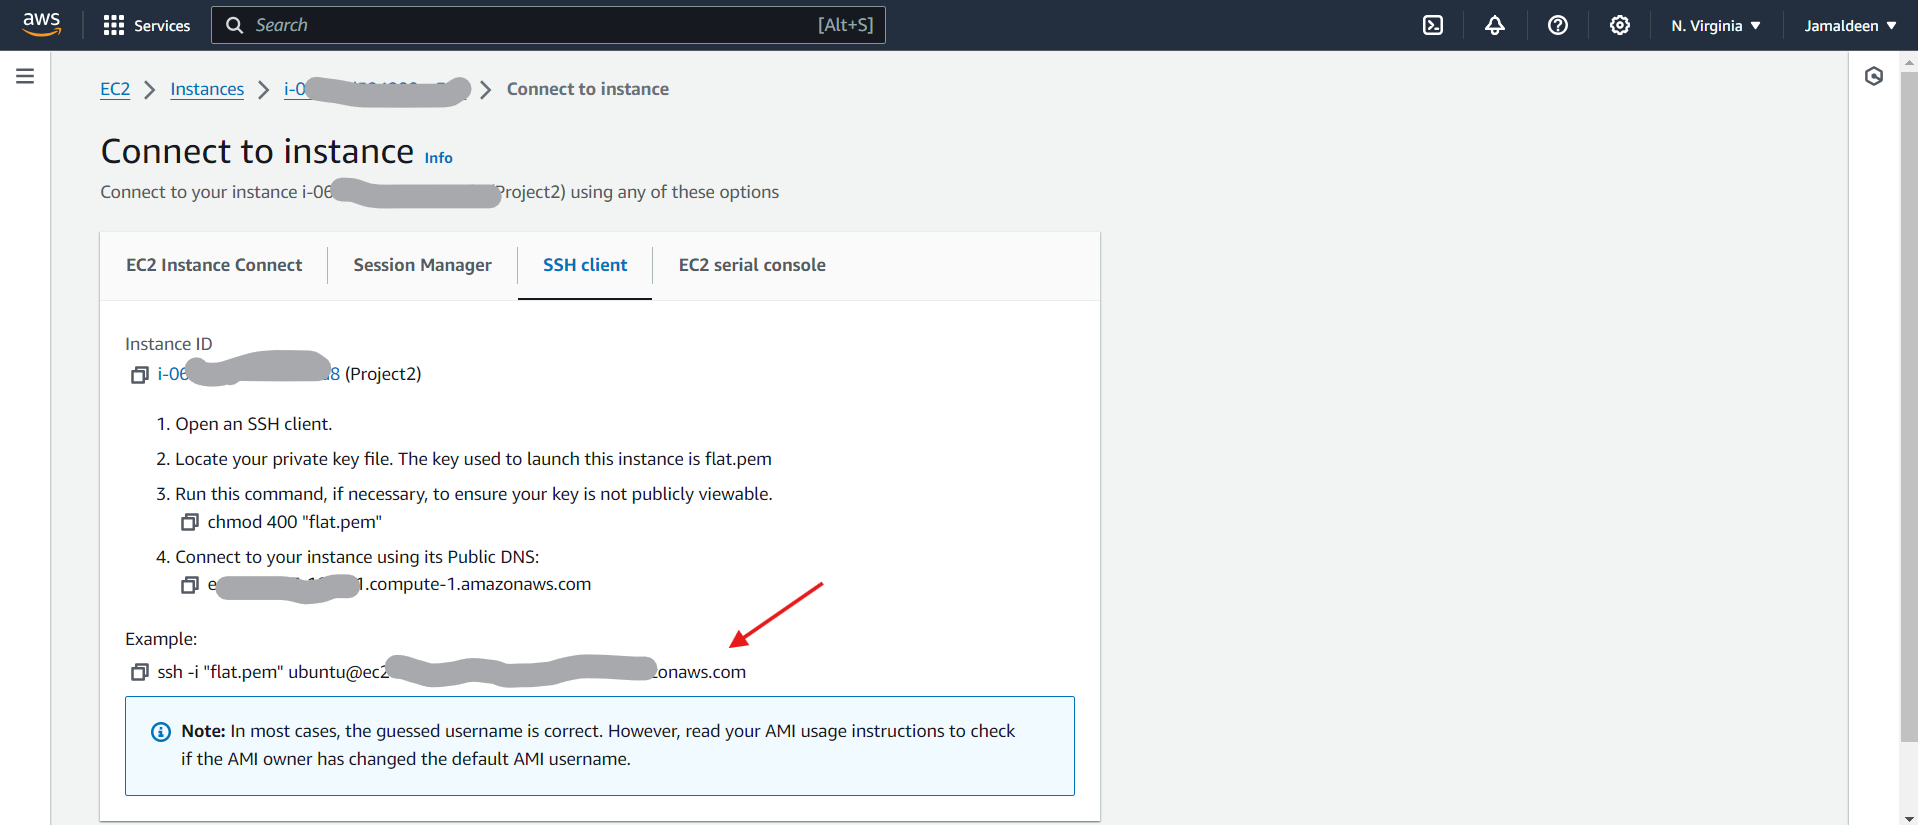 aws Services Search [Alt+S] N. Virginia Jamaldeen
EC2 Instances i-0 Connect to instance
Connect to instance Info
Connect to your instance i-06 Project2) using any of these options
EC2 Instance Connect Session Manager SSH client EC2 serial console
Instance ID
i-06 8 (Project2)
1. Open an SSH client.
2. Locate your private key file. The key used to launch this instance is flat.pem
3. Run this command, if necessary, to ensure your key is not publicly viewable.
chmod 400 "flat.pem"
4. Connect to your instance using its Public DNS:
e .compute-1.amazonaws.com
Example:
ssh -i "flat.pem" ubuntu@ec2 onaws.com
Note: In most cases, the guessed username is correct. However, read your AMI usage instructions to check
if the AMI owner has changed the default AMI username.